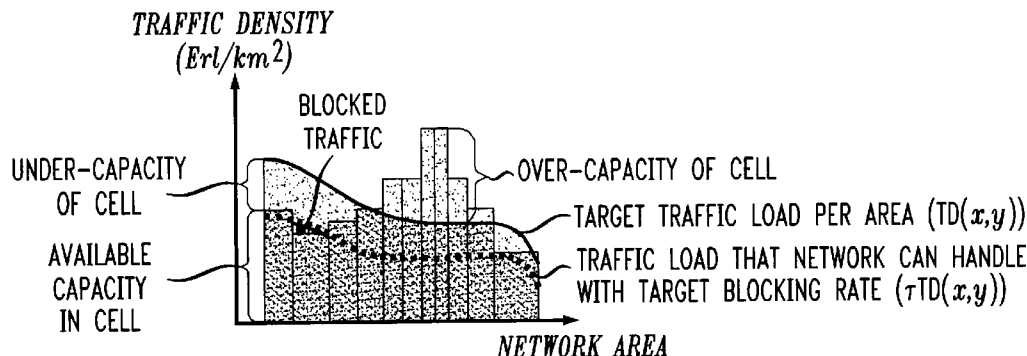 TRAFFIC DENSITY
(Erl/km²)
BLOCKED
TRAFFIC
UNDER-CAPACITY
OF CELL
OVER-CAPACITY OF CELL
TARGET TRAFFIC LOAD PER AREA (TD(x,y))
AVAILABLE
CAPACITY
IN CELL
TRAFFIC LOAD THAT NETWORK CAN HANDLE
WITH TARGET BLOCKING RATE (τTD(x,y))
NETWORK AREA